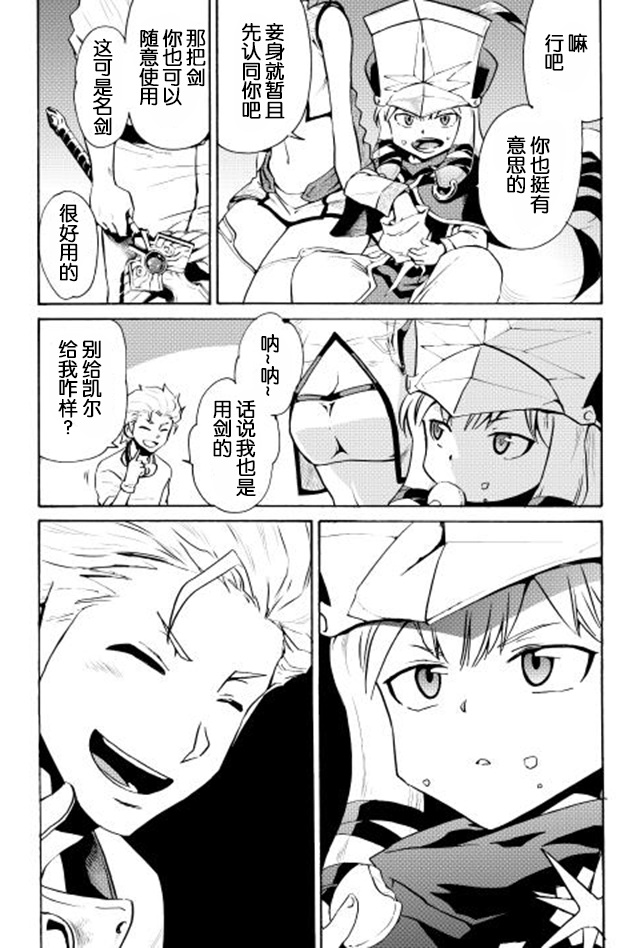 嘛
行吧
你也挺有
意思的
妾身就暂且
先认同你吧
那把剑
你也可以
随意使用
这可是名剑
很好用的
呐~呐~
话说我也是
用剑的
别给凯尔
给我咋样？